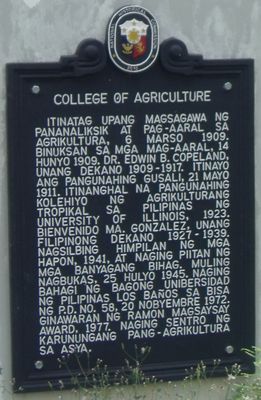 COLLEGE OF AGRICULTURE
ITINATAG UPANG MAGSAGAWA NG
PANANALIKSIK AT PAG-AARAL SA
AGRIKULTURA, 6 MARSO 1909.
BINUKSAN SA MGA MAG-AARAL, 14
HUNYO 1909. DR. EDWIN B. COPELAND,
UNANG DEKANO 1909-1917. ITINAYO
ANG PANGUNAHING GUSALI, 21 MAYO
1911. ITINANGHAL NA PANGUNAHING
KOLEHIYO NG AGRIKULTURANG
TROPIKAL SA PILIPINAS NG
UNIVERSITY OF ILLINOIS, 1923.
BIENVENIDO MA. GONZALEZ, UNANG
FILIPINONG DEKANO 1927-1939.
NAGSILBING HIMPILAN NG MGA
HAPON, 1941, AT NAGING PIITAN NG
MGA BANYAGANG BIHAG. MULING
NAGBUKAS, 25 HULYO 1945. NAGING
BAHAGI NG BAGONG UNIBERSIDAD
NG PILIPINAS LOS BAÑOS SA BISA
NG P.D. NO. 58, 20 NOBYEMBRE 1972.
GINAWARAN NG RAMON MAGSAYSAY
AWARD, 1977. NAGING SENTRO NG
KARUNUNGANG PANG-AGRIKULTURA
SA ASYA.